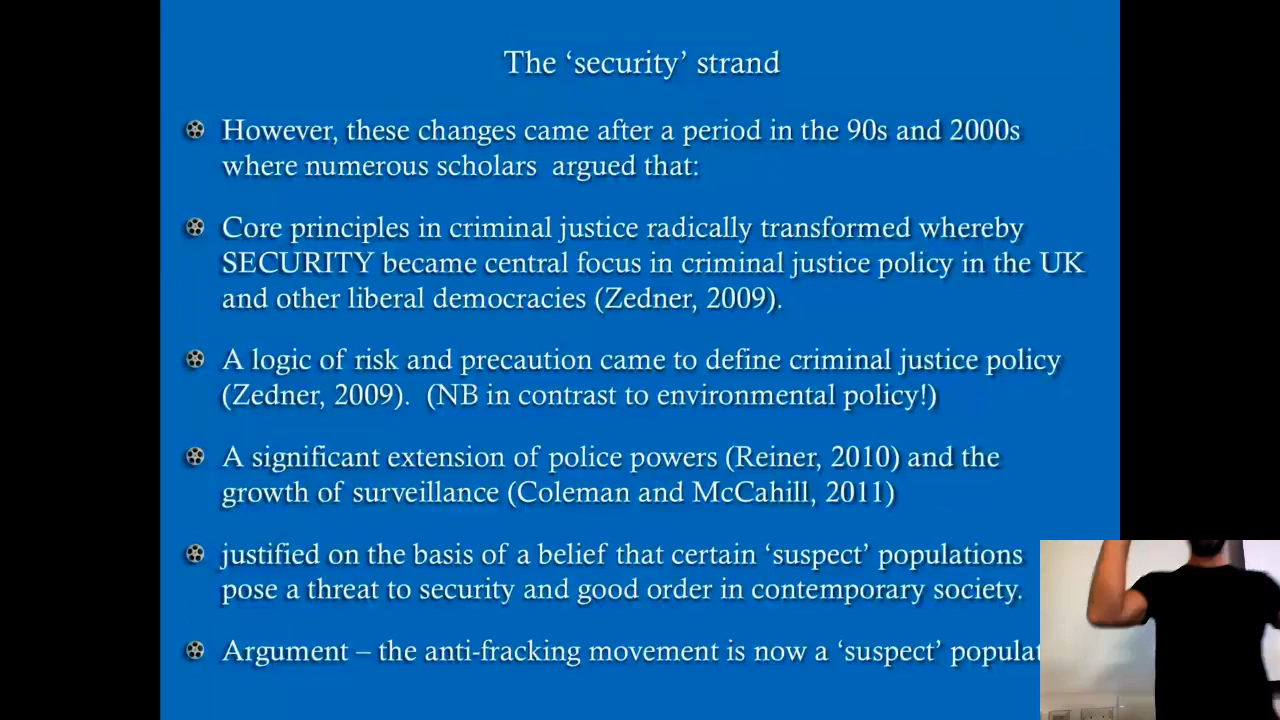 The ‘security’ strand
However, these changes came after a period in the 90s and 2000s
where numerous scholars argued that:
Core principles in criminal justice radically transformed whereby
SECURITY became central focus in criminal justice policy in the UK
and other liberal democracies (Zedner, 2009).
A logic of risk and precaution came to define criminal justice policy
(Zedner, 2009). (NB in contrast to environmental policy!)
A significant extension of police powers (Reiner, 2010) and the
growth of surveillance (Coleman and McCahill, 2011)
justified on the basis of a belief that certain ‘suspect’ populations
pose a threat to security and good order in contemporary society.
Argument – the anti-fracking movement is now a ‘suspect’